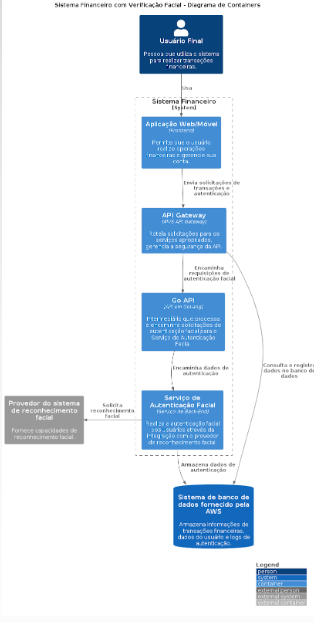 Sistema Financeiro com Verificação Facial - Diagrama de Containers
Usuário Final
Pessoa que utiliza o sistema
para realizar transações
financeiras.
Usa
Sistema Financeiro
[System]
Aplicação Web/Móvel
(Frontend)
Permite que o usuário
realize operações
financeiras e gerencie sua
conta.
Envia solicitações de
transações e
autenticação
API Gateway
(AWS API Gateway)
Roteia solicitações para os
serviços apropriados,
gerencia a segurança da API.
Encaminha
requisições de
autenticação facial
Go API
(API em Golang)
Intermediária que processa
e encaminha solicitações de
autenticação facial para o
Serviço de Autenticação
Facial.
Encaminha dados de
autenticação
Consulta e registra
dados no banco de
dados
Provedor do sistema
de reconhecimento
facial
Fornece capacidades de
reconhecimento facial.
Solicita
reconhecimento
facial
Serviço de
Autenticação Facial
(Serviço de Back-End)
Realiza a autenticação facial
dos usuários através da
integração com o provedor
de reconhecimento facial.
Armazena dados de
autenticação
Sistema de banco de
dados fornecido pela
AWS
Armazena informações de
transações financeiras,
dados do usuário e logs de
autenticação.
Legend
person
system
container
external person
external system
external container